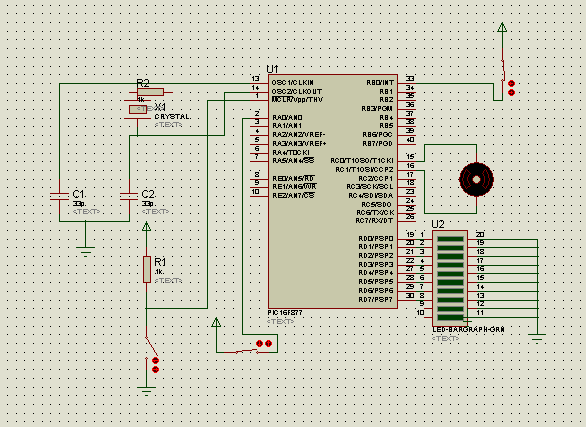 R2
1k
<TEXT>
X1
CRYSTAL
<TEXT>
C1
33p
<TEXT>
C2
33p
<TEXT>
R1
1k
<TEXT>
U1
13 OSC1/CLKIN
14 OSC2/CLKOUT
1 MCLR/Vpp/THV
2 RA0/AN0
3 RA1/AN1
4 RA2/AN2/VREF-
5 RA3/AN3/VREF+
6 RA4/T0CKI
7 RA5/AN4/SS
8 RE0/AN5/RD
9 RE1/AN6/WR
10 RE2/AN7/CS
RB0/INT 33
RB1 34
RB2 35
RB3/PGM 36
RB4 37
RB5 38
RB6/PGC 39
RB7/PGD 40
RC0/T1OSO/T1CKI 15
RC1/T1OSI/CCP2 16
RC2/CCP1 17
RC3/SCK/SCL 18
RC4/SDI/SDA 23
RC5/SDO 24
RC6/TX/CK 25
RC7/RX/DT 26
RD0/PSP0 19
RD1/PSP1 20
RD2/PSP2 21
RD3/PSP3 22
RD4/PSP4 27
RD5/PSP5 28
RD6/PSP6 29
RD7/PSP7 30
PIC16F877
<TEXT>
U2
1 20
2 19
3 18
4 17
5 16
6 15
7 14
8 13
9 12
10 11
LED-BARGRAPH-GRN
<TEXT>